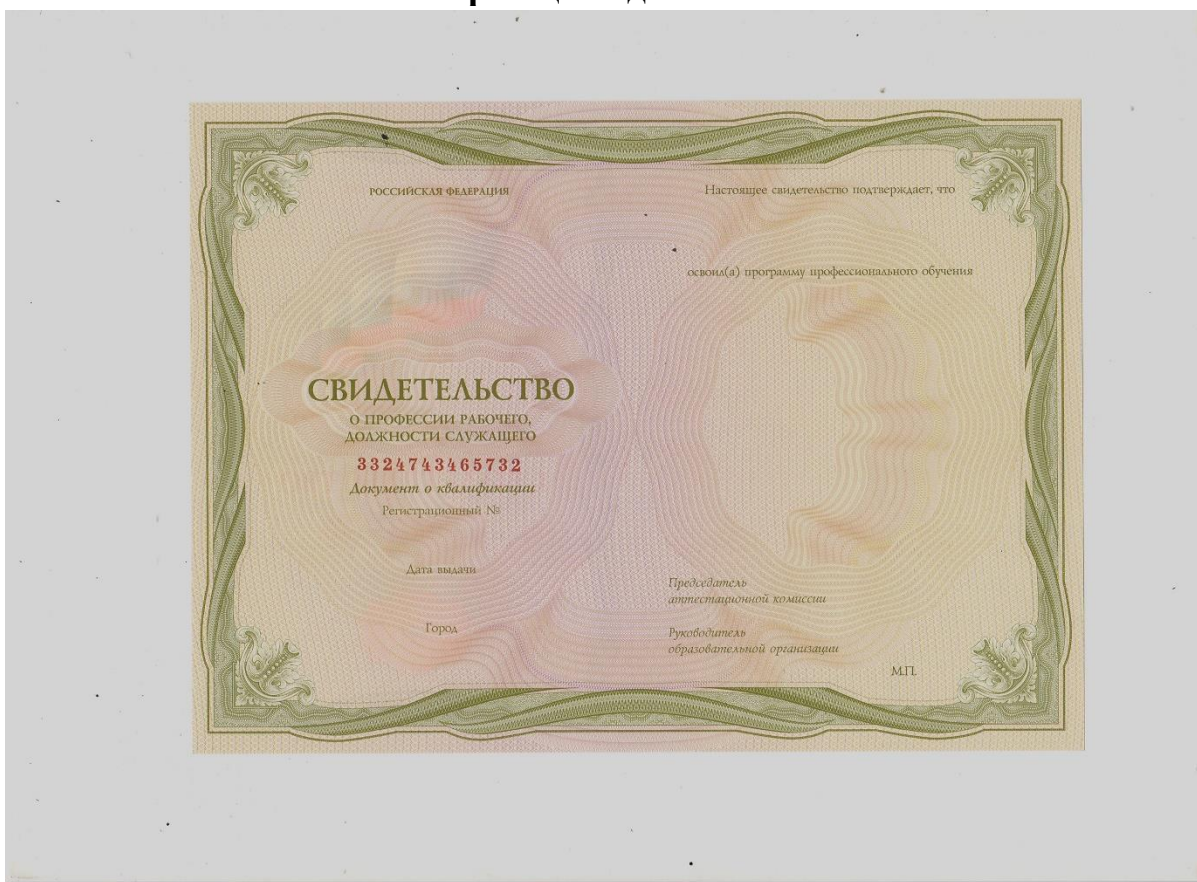 РОССИЙСКАЯ ФЕДЕРАЦИЯ
СВИДЕТЕЛЬСТВО
О ПРОФЕССИИ РАБОЧЕГО,
ДОЛЖНОСТИ СЛУЖАЩЕГО
3324743465732
Документ о квалификации
Регистрационный №
Дата выдачи
Город
Настоящее свидетельство подтверждает, что
освоил(а) программу профессионального обучения
Председатель
аттестационной комиссии
Руководитель
образовательной организации
М.П.